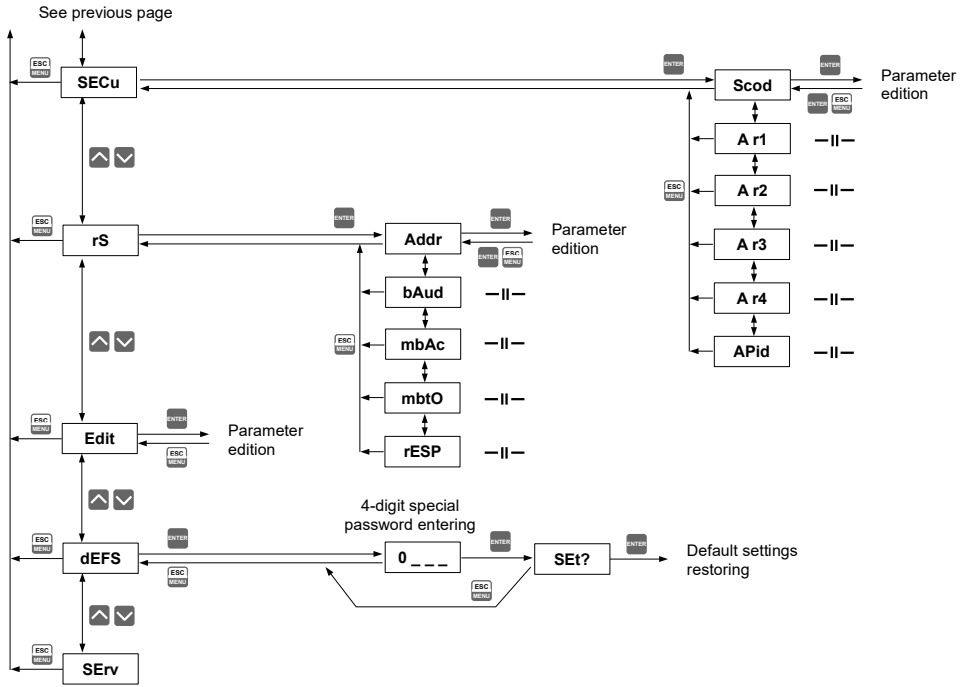 See previous page
ESC
MENU
SECu
ENTER
Scod
ENTER
Parameter
edition
ENTER
ESC
MENU
A r1
–II–
ESC
MENU
A r2
–II–
A r3
–II–
A r4
–II–
APid
–II–
ESC
MENU
rS
ENTER
Addr
ENTER
Parameter
edition
ENTER
ESC
MENU
bAud
–II–
ESC
MENU
mbAc
–II–
mbtO
–II–
rESP
–II–
ESC
MENU
Edit
ENTER
Parameter
edition
ESC
MENU
4-digit special
password entering
ESC
MENU
dEFS
ENTER
ESC
MENU
0 _ _ _
ENTER
SEt?
ENTER
Default settings
restoring
ESC
MENU
ESC
MENU
SErv